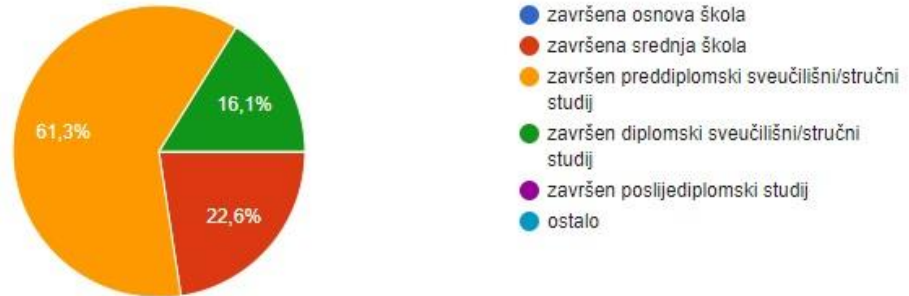 61,3%
16,1%
22,6%
završena osnova škola
završena srednja škola
završen preddiplomski sveučilišni/stručni
studij
završen diplomski sveučilišni/stručni
studij
završen poslijediplomski studij
ostalo